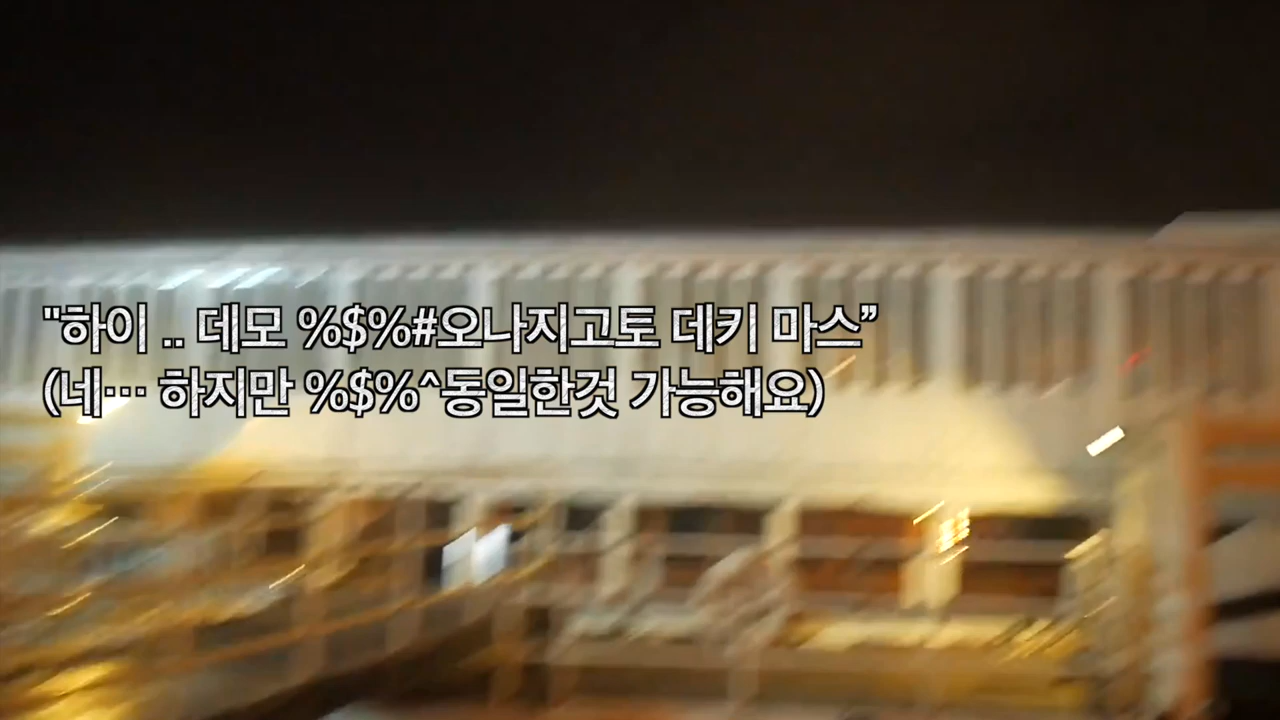 "하이 .. 데모 %$%#오나지고토 데키 마스”
(네… 하지만 %$%^동일한것 가능해요)